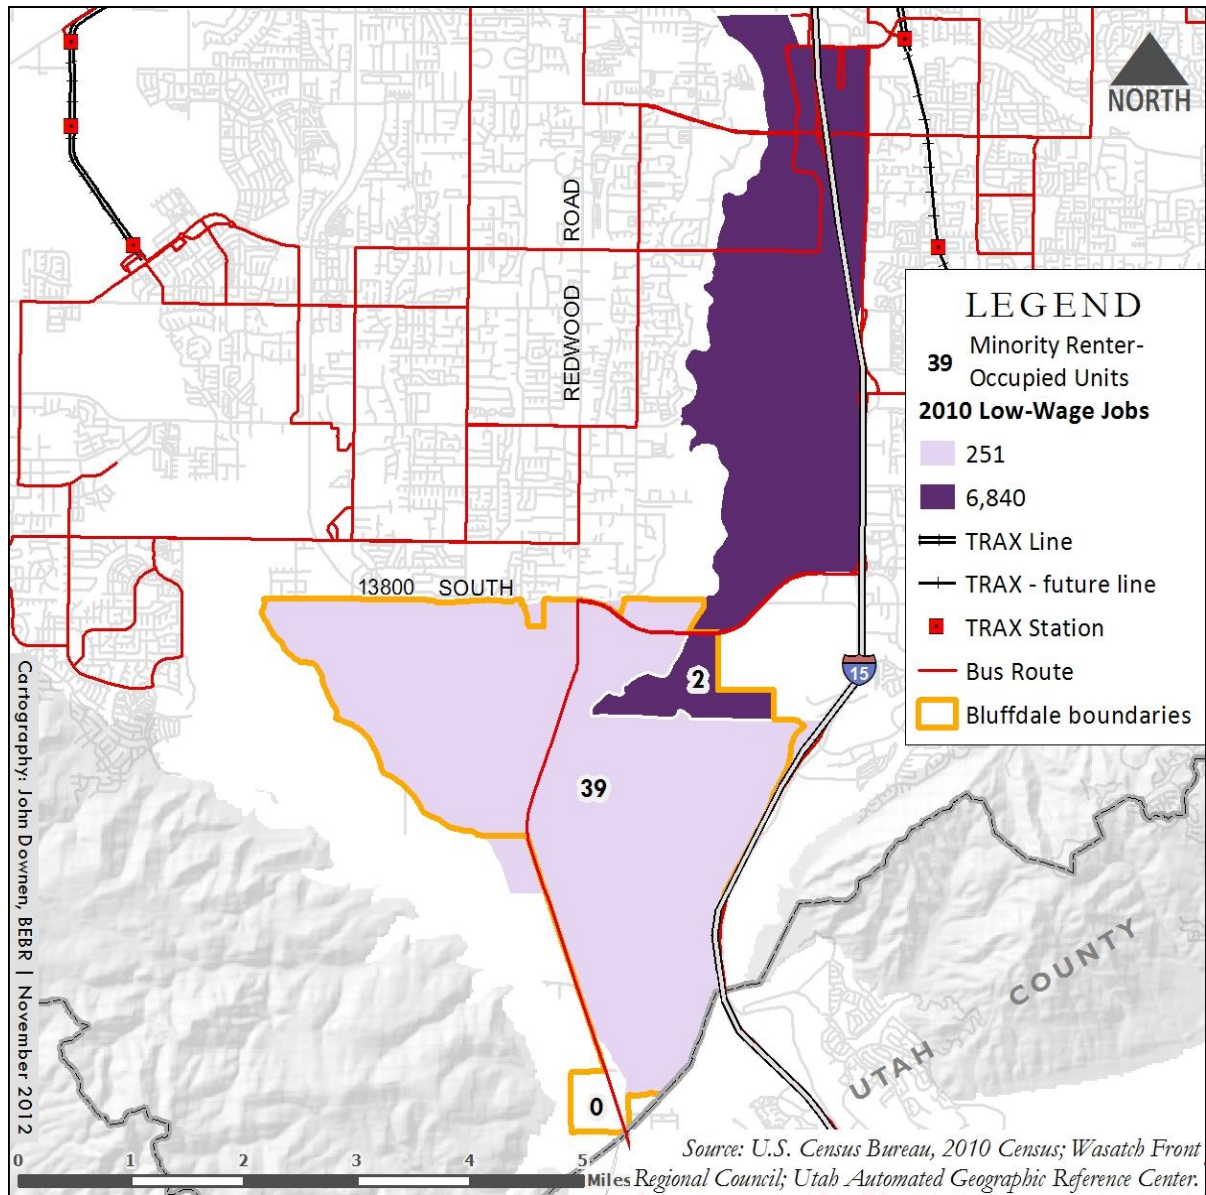 NORTH
ROAD
REDWOOD
LEGEND
39 Minority Renter-
Occupied Units
2010 Low-Wage Jobs
251
6,840
TRAX Line
TRAX - future line
TRAX Station
Bus Route
Bluffdale boundaries
13800 SOUTH
15
2
39
0
UTAH COUNTY
Cartography: John Downen, BEBR | November 2012
0 1 2 3 4 5
Miles
Source: U.S. Census Bureau, 2010 Census; Wasatch Front
Regional Council; Utah Automated Geographic Reference Center.